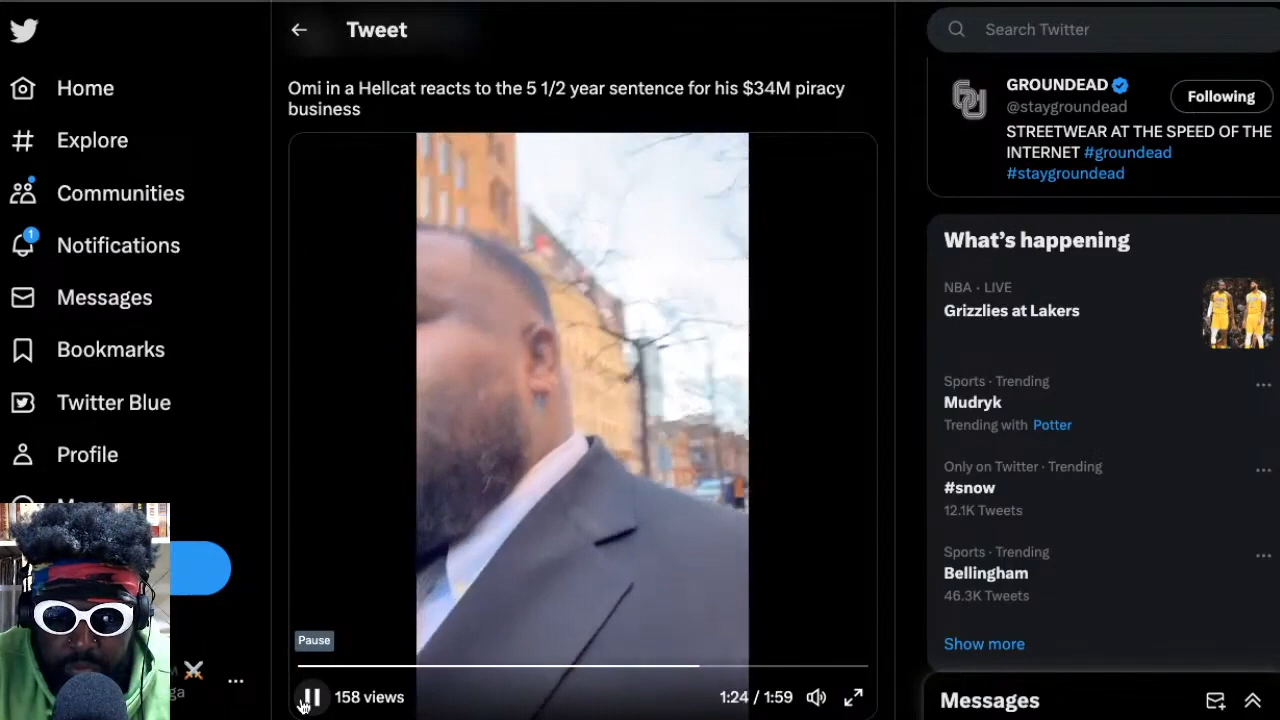 Tweet
Search Twitter
Home
Explore
Communities
1
Notifications
Messages
Bookmarks
Twitter Blue
Profile
Omi in a Hellcat reacts to the 5 1/2 year sentence for his $34M piracy
business
Pause
158 views
1:24 / 1:59
GROUNDEAD
@staygroundead
Following
STREETWEAR AT THE SPEED OF THE
INTERNET #groundead
#staygroundead
What's happening
NBA · LIVE
Grizzlies at Lakers
Sports · Trending
Mudryk
Trending with Potter
Only on Twitter · Trending
#snow
12.1K Tweets
Sports · Trending
Bellingham
46.3K Tweets
Show more
Messages